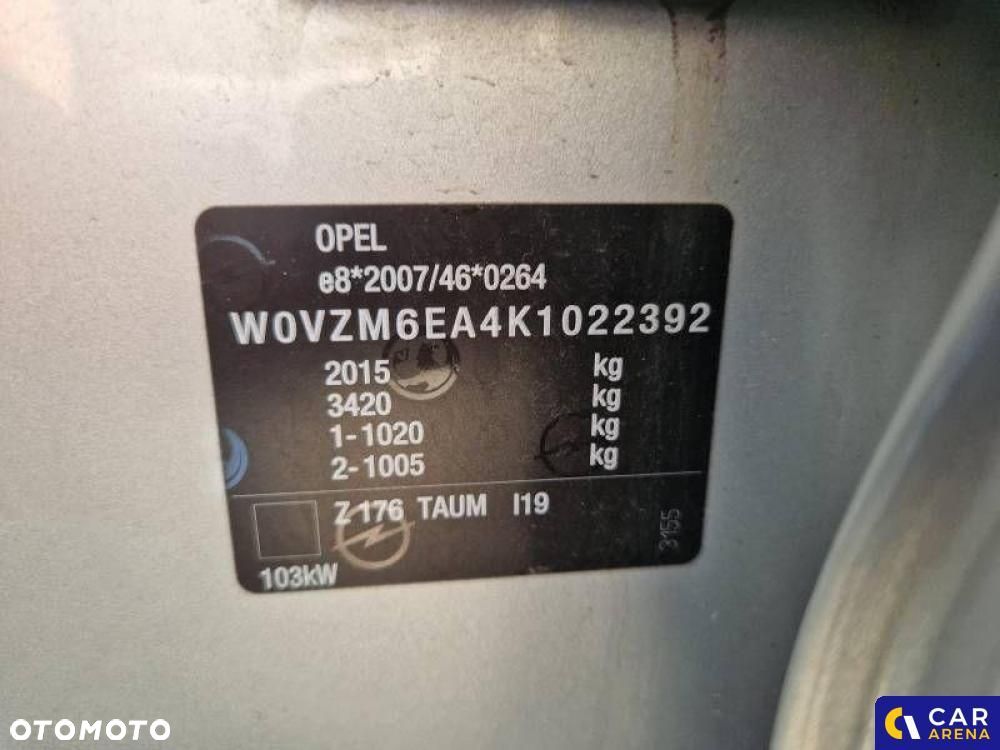 OPEL
e8*2007/46*0264
W0VZM6EA4K1022392
2015 kg
3420 kg
1-1020 kg
2-1005 kg
Z 176 TAUM I19
3155
103kW
OTOMOTO
CAR
ARENA